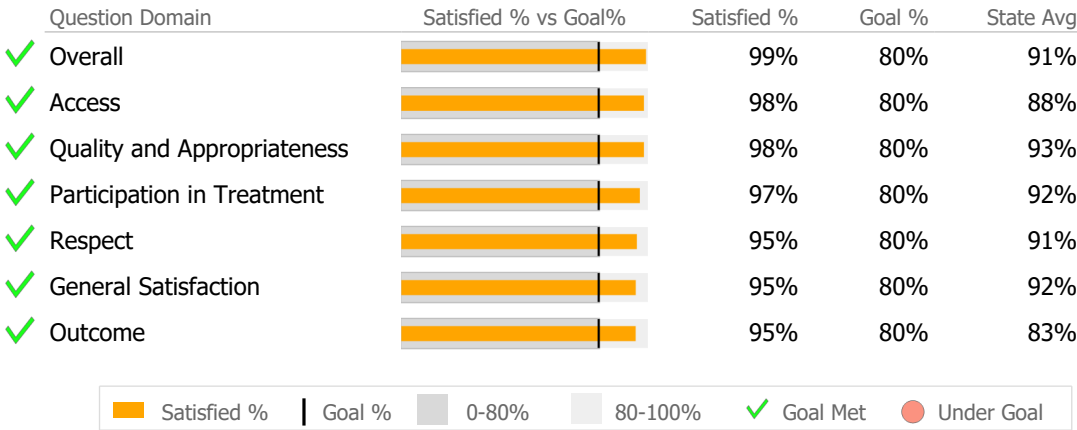 Question Domain Satisfied % vs Goal% Satisfied % Goal % State Avg
Overall 99% 80% 91%
Access 98% 80% 88%
Quality and Appropriateness 98% 80% 93%
Participation in Treatment 97% 80% 92%
Respect 95% 80% 91%
General Satisfaction 95% 80% 92%
Outcome 95% 80% 83%
Satisfied % Goal % 0-80% 80-100% Goal Met Under Goal